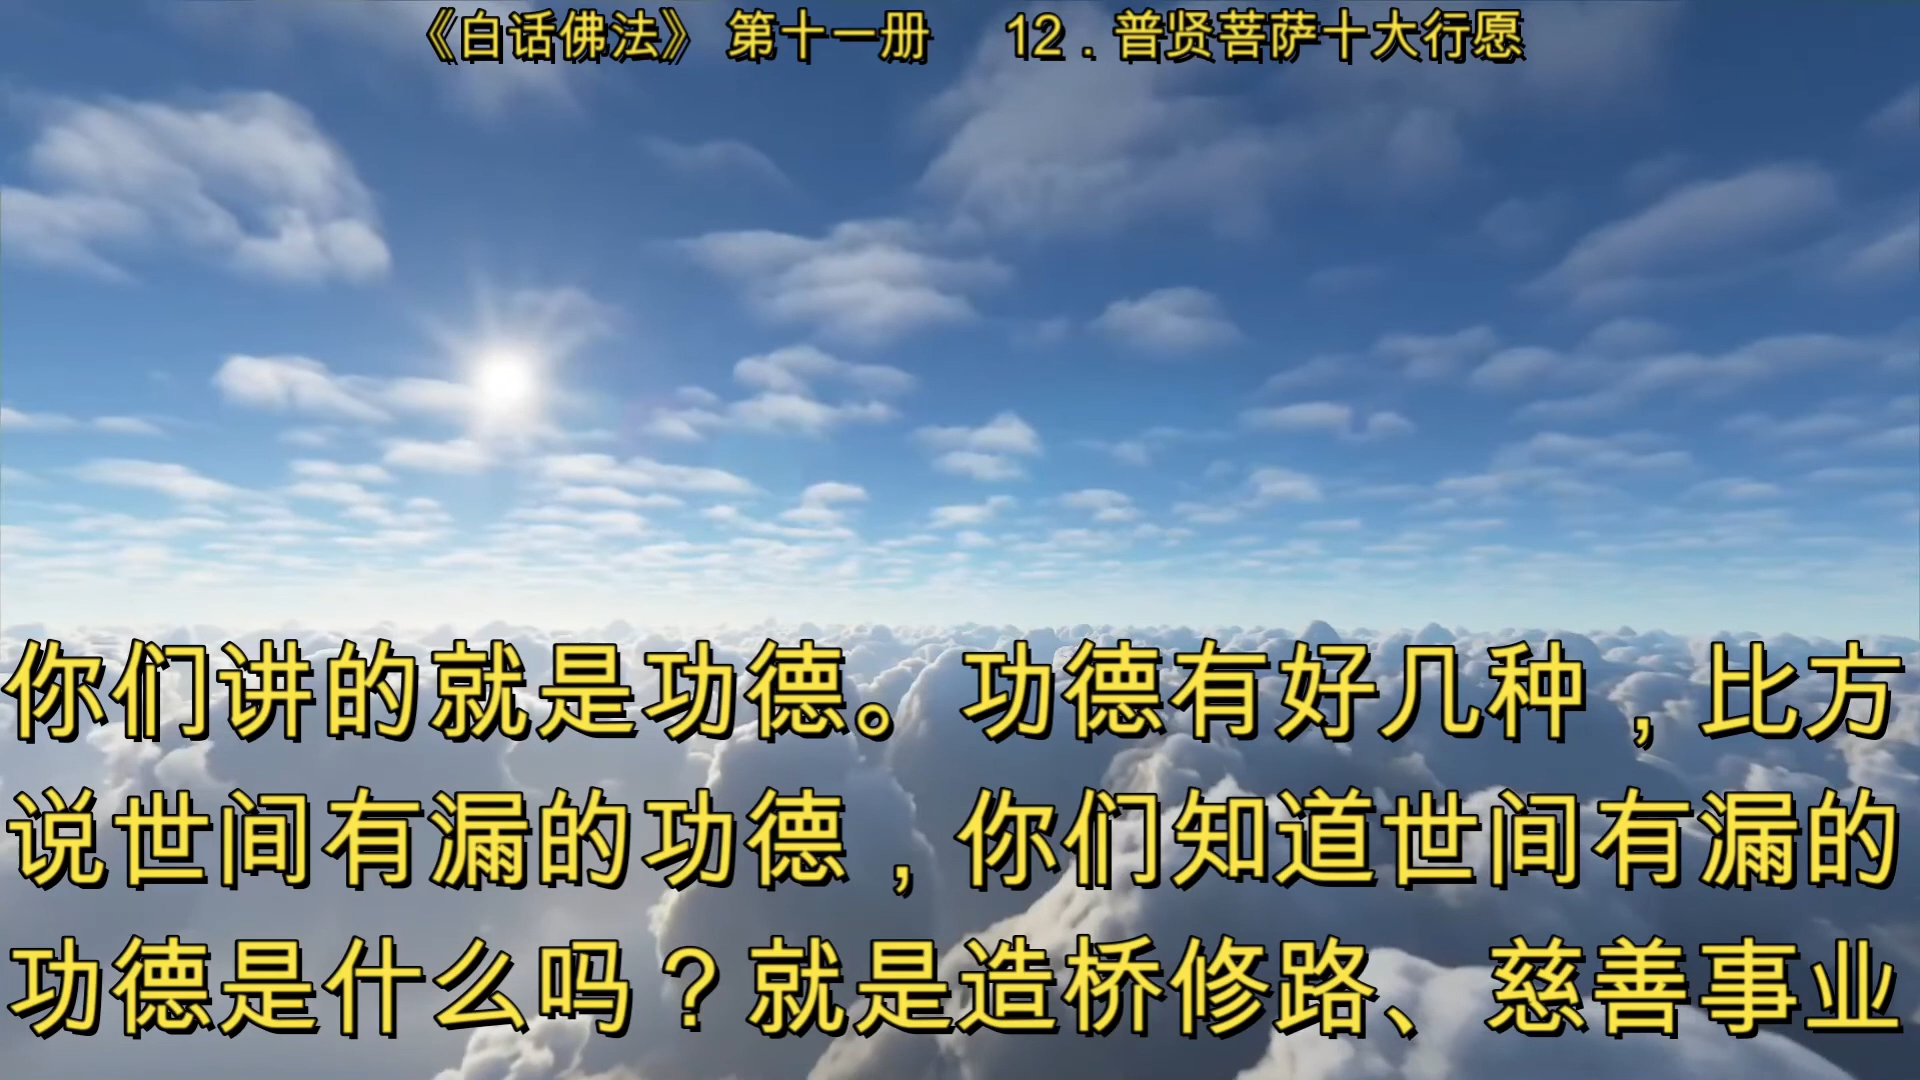 《白话佛法》 第十一册 12．普贤菩萨十大行愿
你们讲的就是功德。功德有好几种，比方
说世间有漏的功德，你们知道世间有漏的
功德是什么吗？就是造桥修路、慈善事业